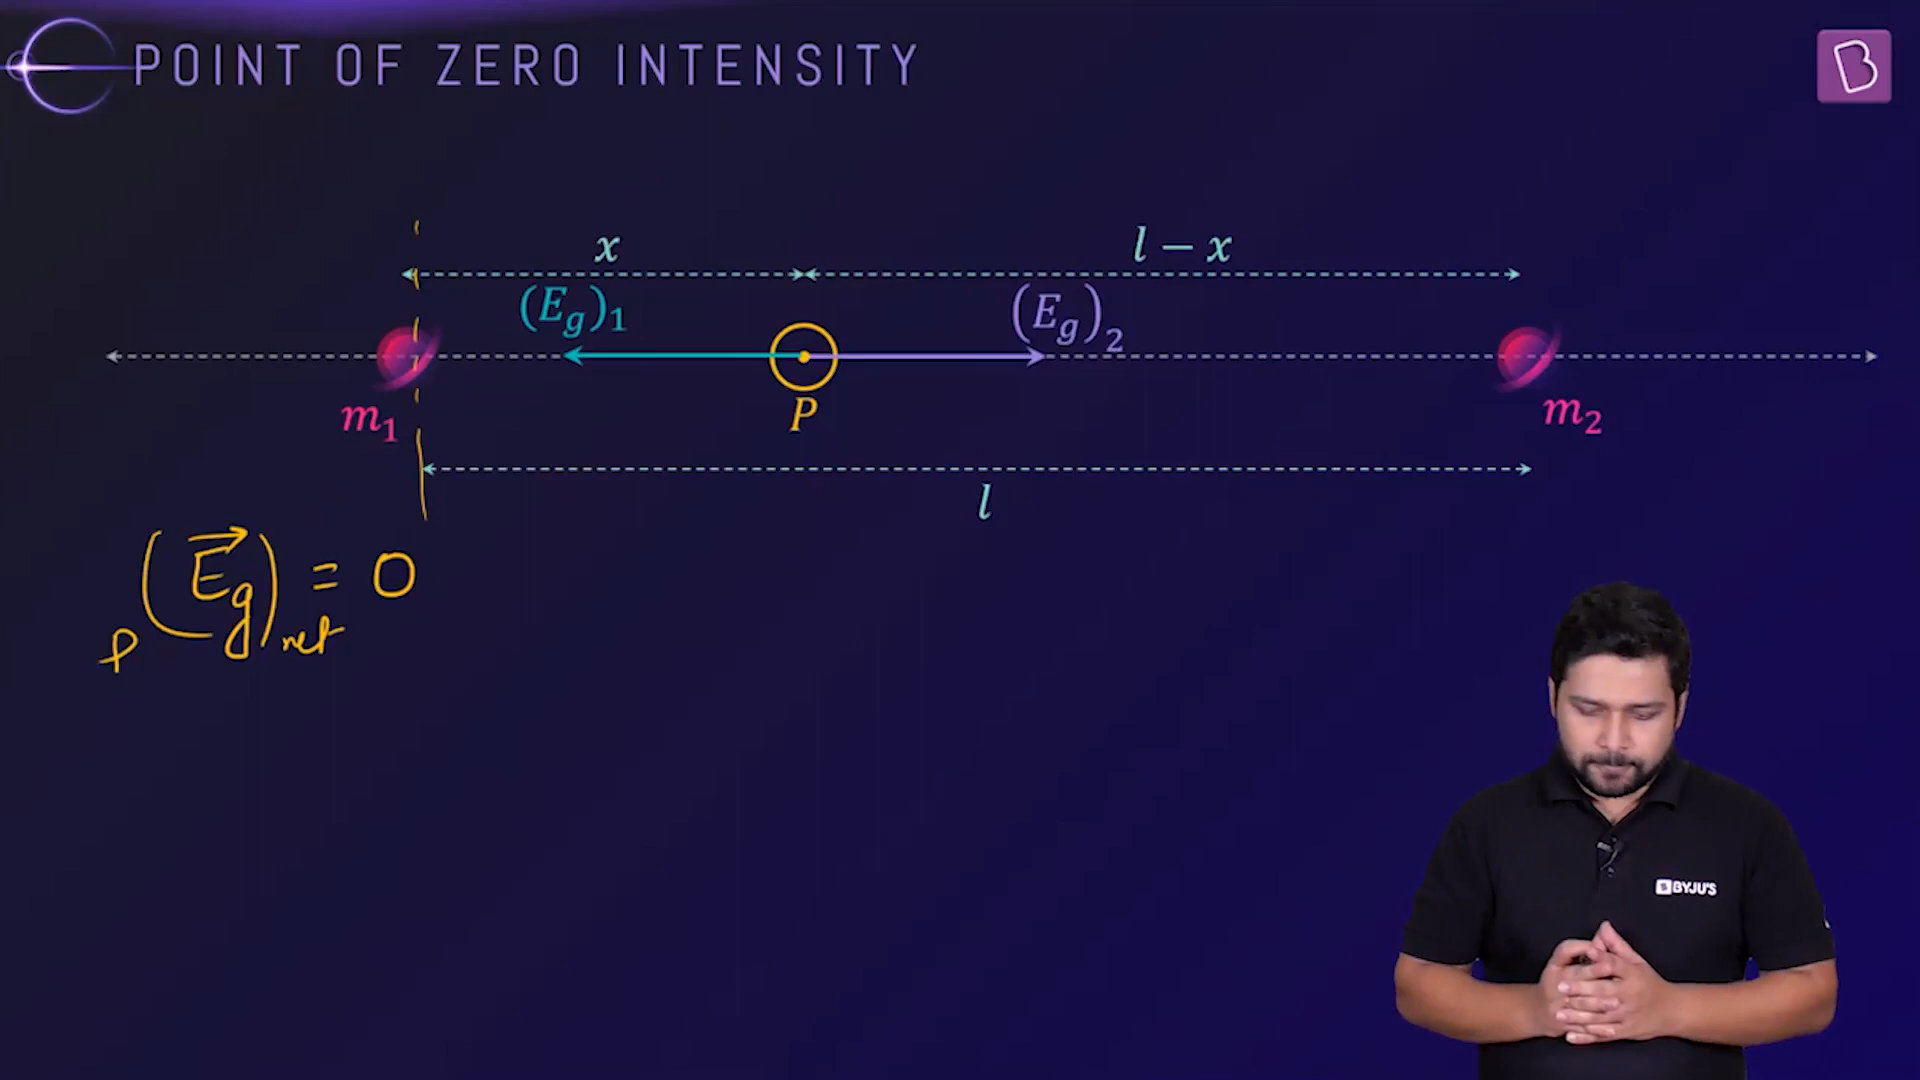 POINT OF ZERO INTENSITY
B
x
l − x
(E_g)_1
(E_g)_2
m_1
P
m_2
l
P (E⃗_g)_net = 0
BYJU'S